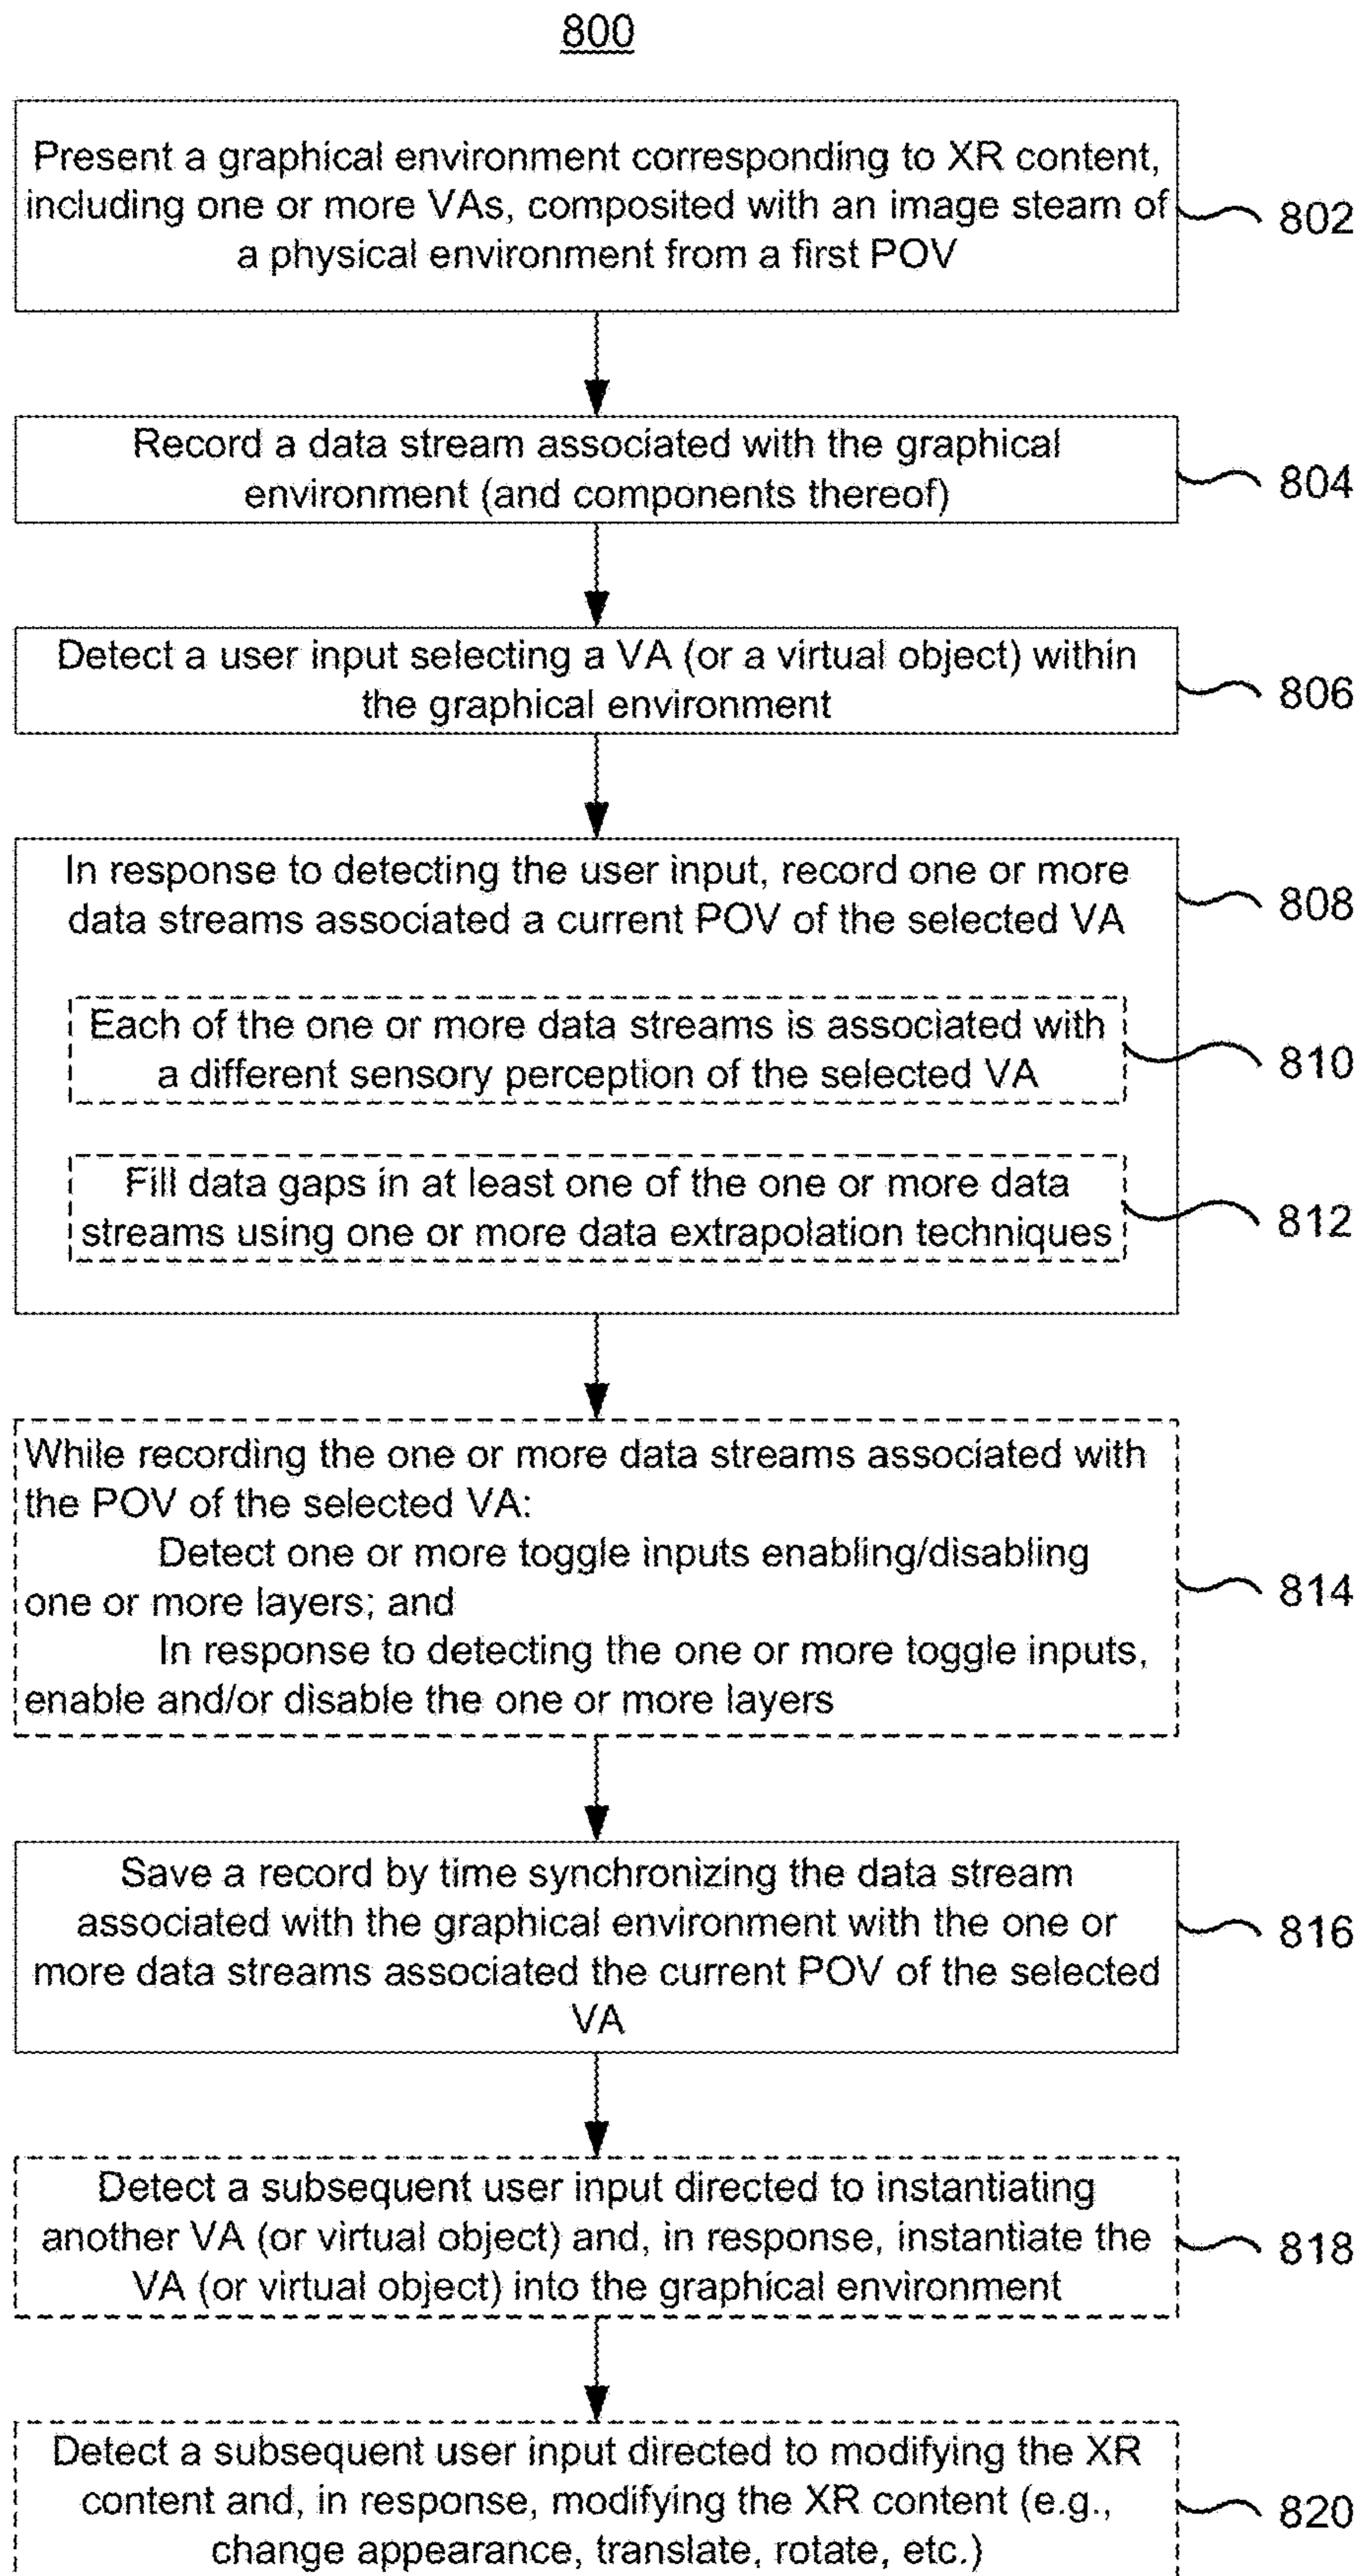 800
Present a graphical environment corresponding to XR content,
including one or more VAs, composited with an image steam of
a physical environment from a first POV
802
Record a data stream associated with the graphical
environment (and components thereof)
804
Detect a user input selecting a VA (or a virtual object) within
the graphical environment
806
In response to detecting the user input, record one or more
data streams associated a current POV of the selected VA
808
Each of the one or more data streams is associated with
a different sensory perception of the selected VA
810
Fill data gaps in at least one of the one or more data
streams using one or more data extrapolation techniques
812
While recording the one or more data streams associated with
the POV of the selected VA:
Detect one or more toggle inputs enabling/disabling
one or more layers; and
In response to detecting the one or more toggle inputs,
enable and/or disable the one or more layers
814
Save a record by time synchronizing the data stream
associated with the graphical environment with the one or
more data streams associated the current POV of the selected
VA
816
Detect a subsequent user input directed to instantiating
another VA (or virtual object) and, in response, instantiate the
VA (or virtual object) into the graphical environment
818
Detect a subsequent user input directed to modifying the XR
content and, in response, modifying the XR content (e.g.,
change appearance, translate, rotate, etc.)
820